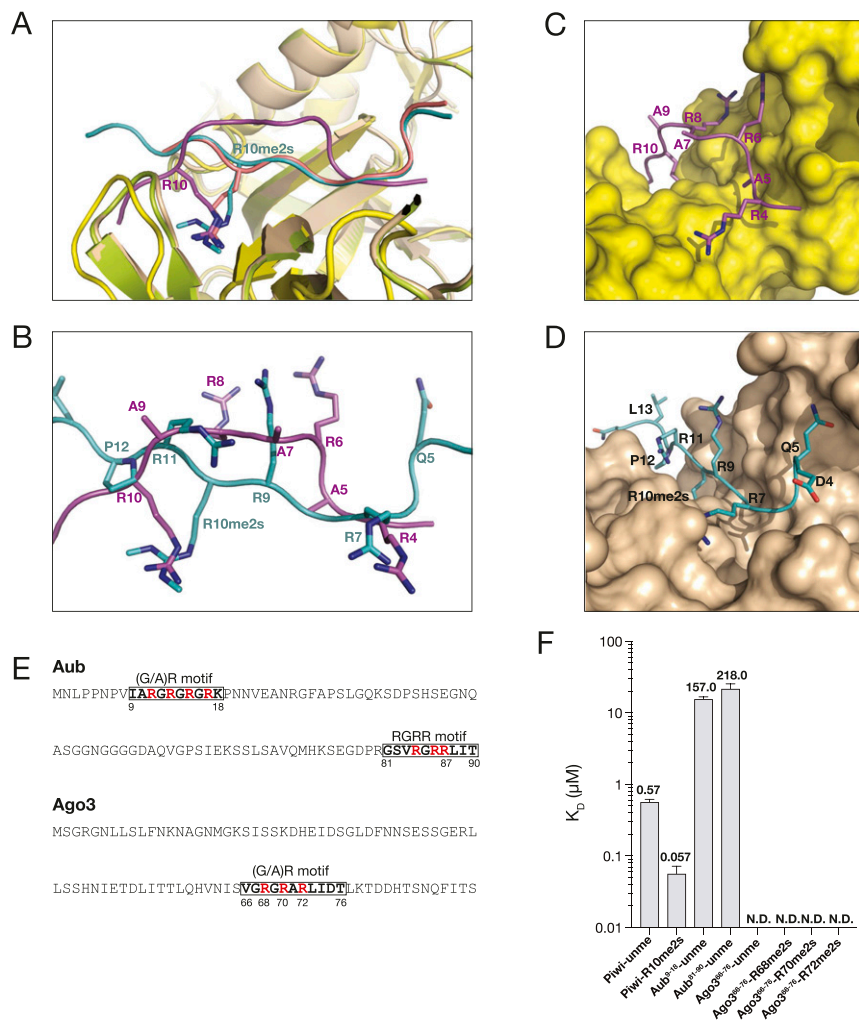 A
R10me2s
R10
B
R8
A9
R6
P12
Q5
A7
R11
R10
R9
A5
R10me2s
R7
R4
C
A9
R8
A7
R6
R10
A5
R4
D
L13
R11
Q5
P12
R9
D4
R10me2s
R7
E
Aub
(G/A)R motif
MNLPPNPVIARGRGRGRKPNNVEANRGFAPSLGQKSDPSHSEGNQ
9 18
RGRR motif
ASGGNGGGGDAQVGPSIEKSSLSAVQMHKSEGDPRGSVRGRRLIT
81 87 90
Ago3
MSGRGNLLSLFNKNAGNMGKSISSKDHEIDSGLDFNNSESSGERL
(G/A)R motif
LSSHNIETDLITTLQHVNISVGRGRARLIDTLKTDDHTSNQFITS
66 68 70 72 76
F
100
10
1
0.1
0.01
KD (µM)
0.57
0.057
157.0
218.0
N.D. N.D. N.D. N.D.
Piwi-unme
Piwi-R10me2s
Aub9-18-unme
Aub81-90-unme
Ago366-76-unme
Ago366-76-R68me2s
Ago366-76-R70me2s
Ago366-76-R72me2s